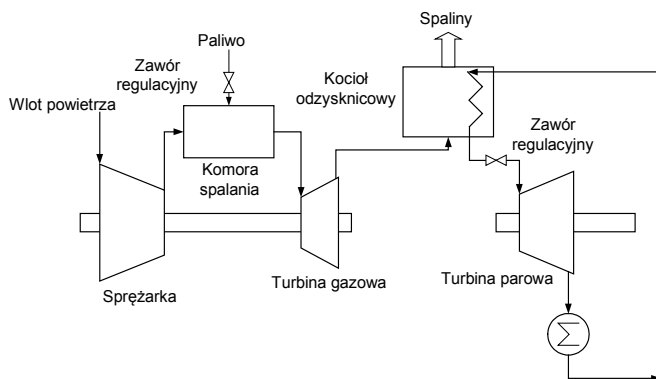 Spaliny
Paliwo
Zawór
regulacyjny
Kocioł
odzysknicowy
Wlot powietrza
Zawór
regulacyjny
Komora
spalania
Turbina gazowa
Turbina parowa
Sprężarka